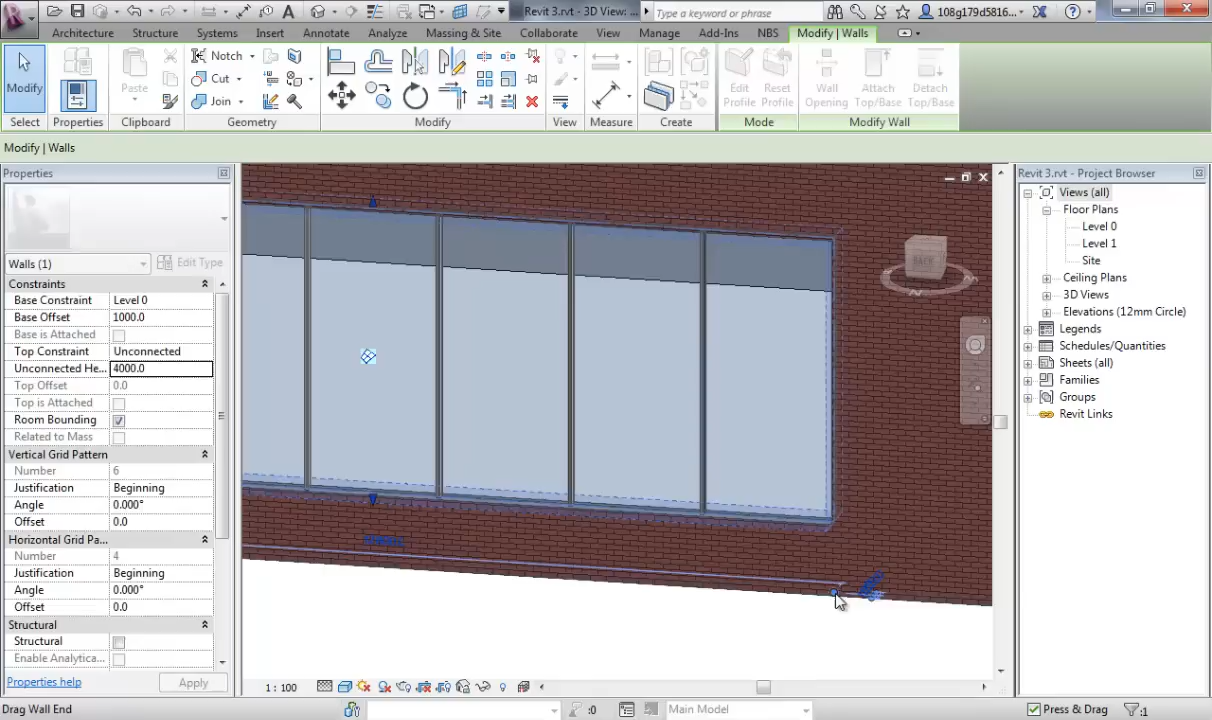 Revit 3.rvt - 3D View: ...
Type a keyword or phrase
108g179d5816...
Architecture
Structure
Systems
Insert
Annotate
Analyze
Massing & Site
Collaborate
View
Manage
Add-Ins
NBS
Modify | Walls
Modify
Paste
Notch
Cut
Join
Edit Profile
Reset Profile
Wall Opening
Attach Top/Base
Detach Top/Base
Select
Properties
Clipboard
Geometry
Modify
View
Measure
Create
Mode
Modify Wall
Modify | Walls
Properties
Walls (1)
Edit Type
Constraints
Base Constraint Level 0
Base Offset 1000.0
Base is Attached
Top Constraint Unconnected
Unconnected He... 4000.0
Top Offset 0.0
Top is Attached
Room Bounding
Related to Mass
Vertical Grid Pattern
Number 6
Justification Beginning
Angle 0.000°
Offset 0.0
Horizontal Grid Pa...
Number 4
Justification Beginning
Angle 0.000°
Offset 0.0
Structural
Structural
Enable Analytica...
Properties help
Apply
BACK
Revit 3.rvt - Project Browser
Views (all)
Floor Plans
Level 0
Level 1
Site
Ceiling Plans
3D Views
Elevations (12mm Circle)
Legends
Schedules/Quantities
Sheets (all)
Families
Groups
Revit Links
1 : 100
Drag Wall End
:0
Main Model
Press & Drag
:1